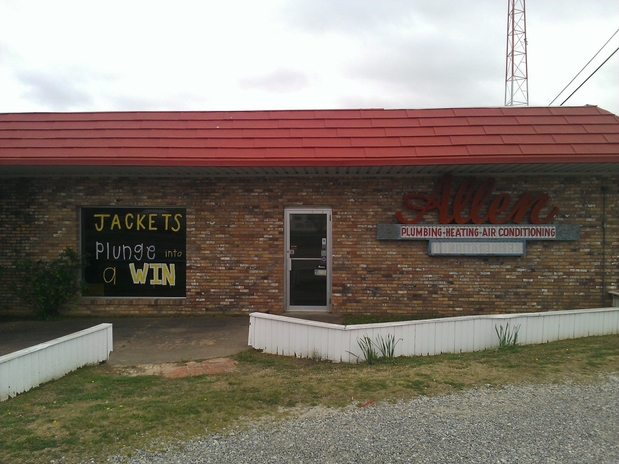 JACKETS
plunge into
a WIN
Allen
PLUMBING-HEATING-AIR CONDITIONING